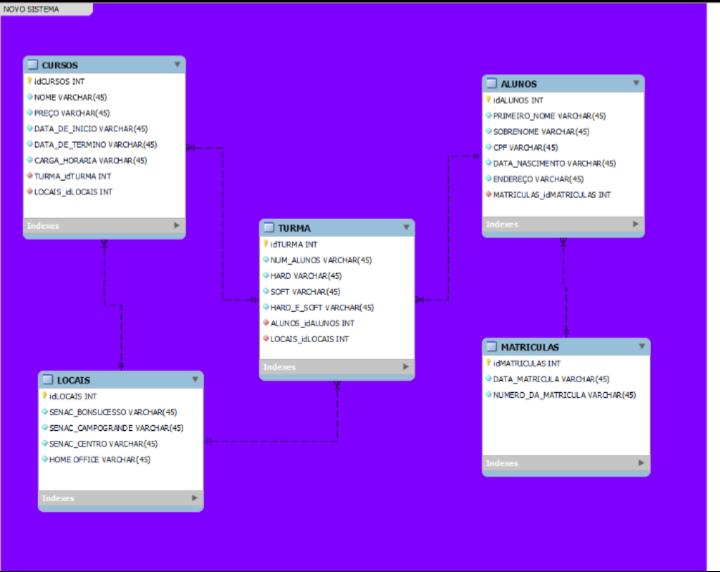 NOVO SISTEMA
CURSOS
idCURSOS INT
NOME VARCHAR(45)
PREÇO VARCHAR(45)
DATA_DE_INICIO VARCHAR(45)
DATA_DE_TERMINO VARCHAR(45)
CARGA_HORARIA VARCHAR(45)
TURMA_idTURMA INT
LOCAIS_idLOCAIS INT
Indexes
ALUNOS
idALUNOS INT
PRIMEIRO_NOME VARCHAR(45)
SOBRENOME VARCHAR(45)
CPF VARCHAR(45)
DATA_NASCIMENTO VARCHAR(45)
ENDEREÇO VARCHAR(45)
MATRICULAS_idMATRICULAS INT
Indexes
TURMA
idTURMA INT
NUM_ALUNOS VARCHAR(45)
HARD VARCHAR(45)
SOFT VARCHAR(45)
HARD_E_SOFT VARCHAR(45)
ALUNOS_idALUNOS INT
LOCAIS_idLOCAIS INT
Indexes
LOCAIS
idLOCAIS INT
SENAC_BONSUCESSO VARCHAR(45)
SENAC_CAMPOGRANDE VARCHAR(45)
SENAC_CENTRO VARCHAR(45)
HOME OFFICE VARCHAR(45)
Indexes
MATRICULAS
idMATRICULAS INT
DATA_MATRICULA VARCHAR(45)
NUMERO_DA_MATRICULA VARCHAR(45)
Indexes